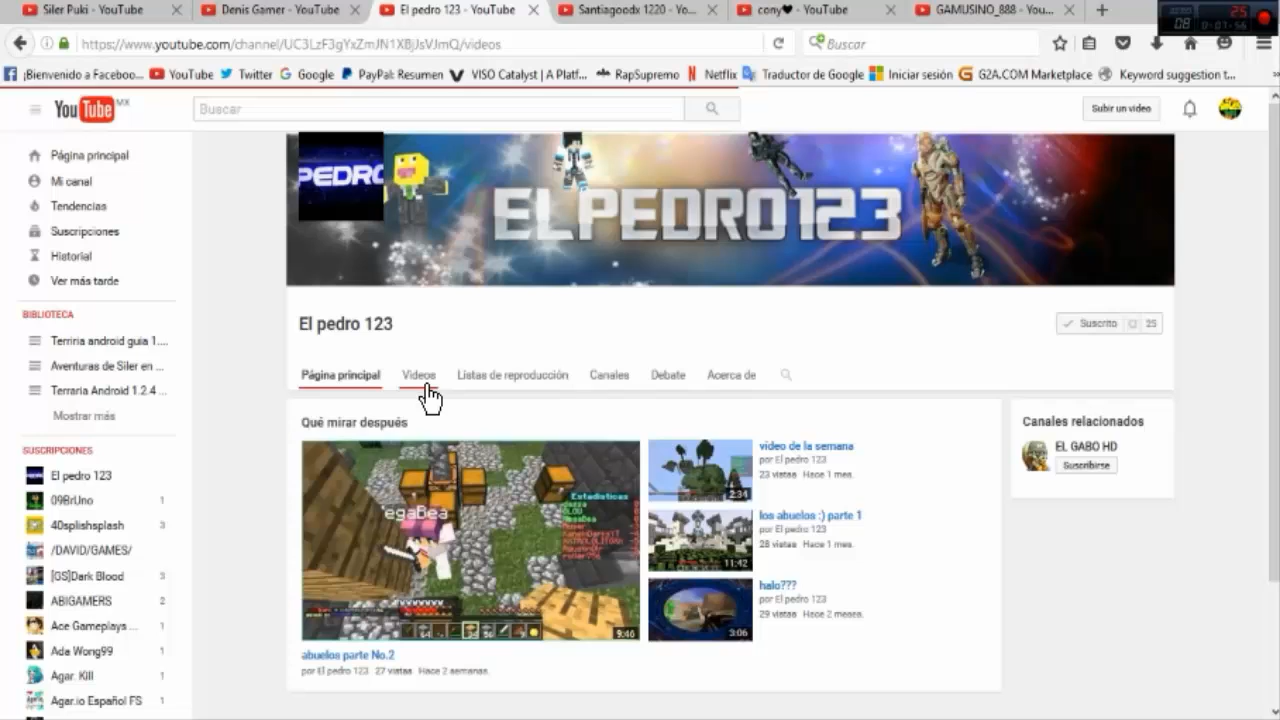 Siler Puki - YouTube
Denis Gamer - YouTube
El pedro 123 - YouTube
Santiagoodx 1220 - Yo...
cony♥ - YouTube
GAMUSINO_888 - You...
25
08
https://www.youtube.com/channel/UC3LzF3gYxZmJN1XBjJsVJmQ/videos
Buscar
¡Bienvenido a Faceboo...
YouTube
Twitter
Google
PayPal: Resumen
VISO Catalyst | A Platf...
RapSupremo
Netflix
Traductor de Google
Iniciar sesión
G2A.COM Marketplace
Keyword suggestion t...
YouTube MX
Buscar
Subir un video
Página principal
Mi canal
Tendencias
Suscripciones
Historial
Ver más tarde
BIBLIOTECA
Terriria android guia 1....
Aventuras de Siler en ...
Terraria Android 1.2.4 ...
Mostrar más
SUSCRIPCIONES
El pedro 123
09BrUno 1
40splishsplash 3
/DAVID/GAMES/
[GS]Dark Blood 3
ABIGAMERS 2
Ace Gameplays ... 1
Ada Wong99 1
Agar. KIll 1
Agar.io Español FS 1
PEDRO
ELPEDRO123
El pedro 123
Suscrito 25
Página principal
Videos
Listas de reproducción
Canales
Debate
Acerca de
Qué mirar después
egaBea
Estadisticas
9:46
abuelos parte No.2
por El pedro 123 27 vistas Hace 2 semanas.
2:34
video de la semana
por El pedro 123
23 vistas Hace 1 mes.
11:42
los abuelos :) parte 1
por El pedro 123
28 vistas Hace 1 mes.
3:06
halo???
por El pedro 123
29 vistas Hace 2 meses.
Canales relacionados
EL GABO HD
Suscribirse